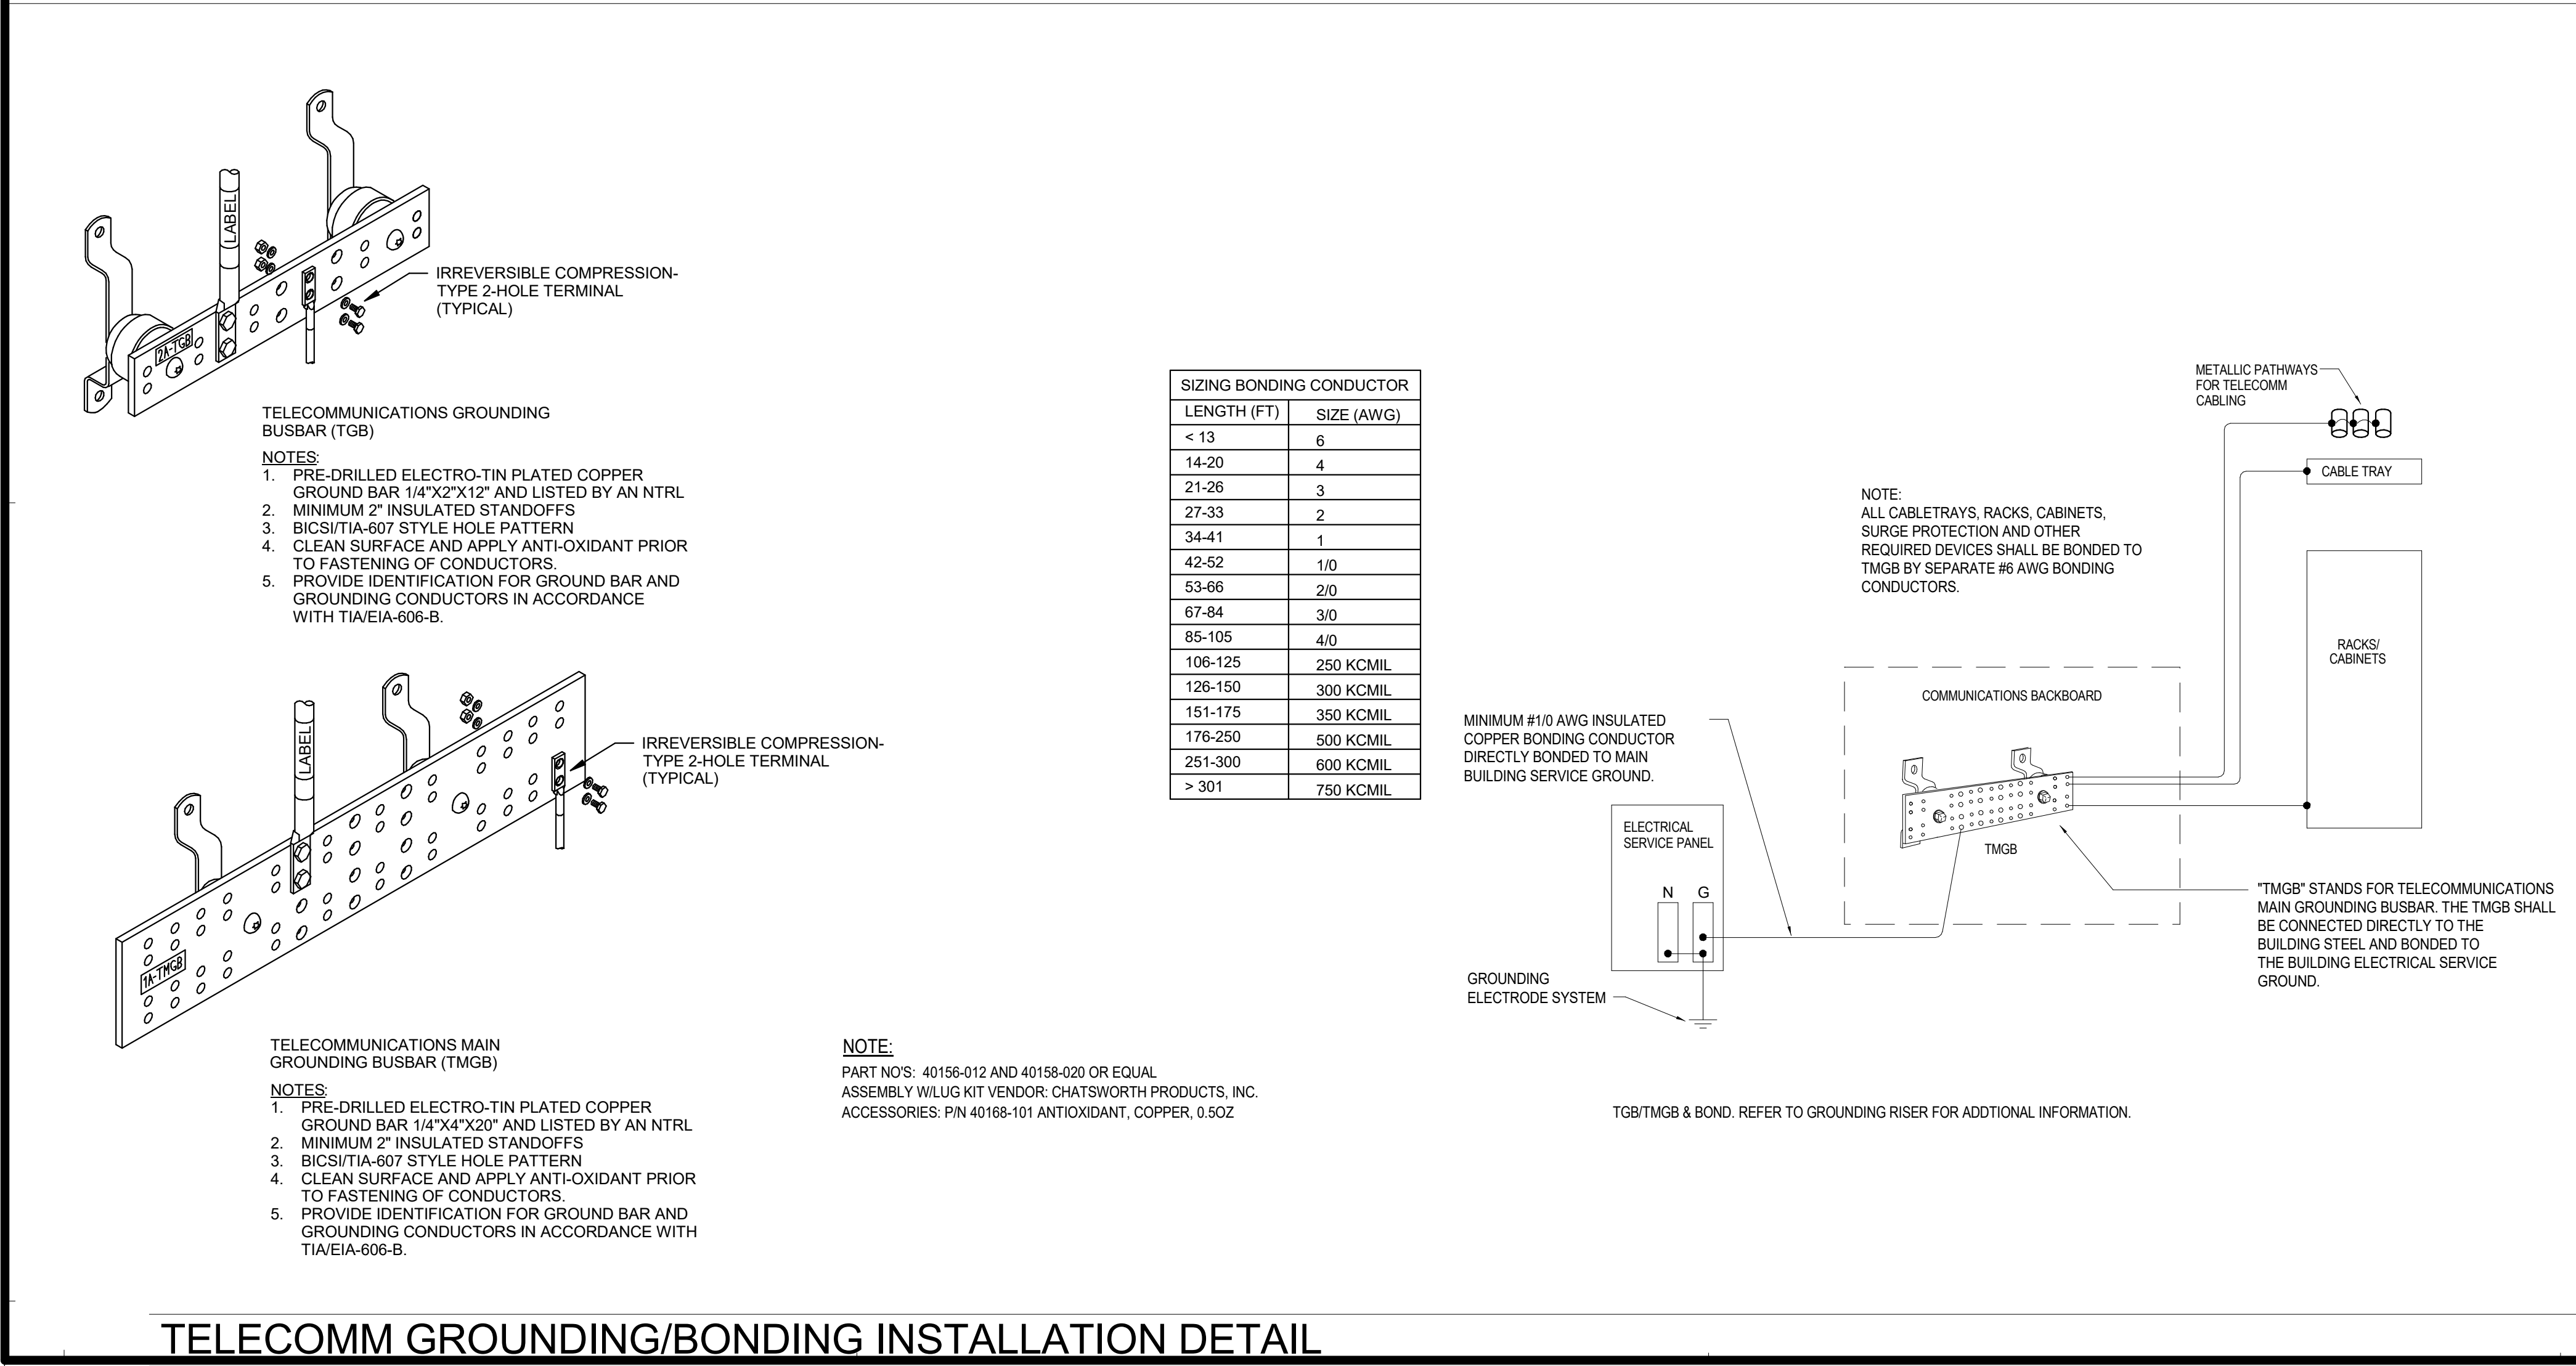 LABEL
IRREVERSIBLE COMPRESSION-
TYPE 2-HOLE TERMINAL
(TYPICAL)
2A-TGB
TELECOMMUNICATIONS GROUNDING
BUSBAR (TGB)
NOTES:
1. PRE-DRILLED ELECTRO-TIN PLATED COPPER
GROUND BAR 1/4"X2"X12" AND LISTED BY AN NTRL
2. MINIMUM 2" INSULATED STANDOFFS
3. BICSI/TIA-607 STYLE HOLE PATTERN
4. CLEAN SURFACE AND APPLY ANTI-OXIDANT PRIOR
TO FASTENING OF CONDUCTORS.
5. PROVIDE IDENTIFICATION FOR GROUND BAR AND
GROUNDING CONDUCTORS IN ACCORDANCE
WITH TIA/EIA-606-B.
LABEL
IRREVERSIBLE COMPRESSION-
TYPE 2-HOLE TERMINAL
(TYPICAL)
1A-TMGB
TELECOMMUNICATIONS MAIN
GROUNDING BUSBAR (TMGB)
NOTES:
1. PRE-DRILLED ELECTRO-TIN PLATED COPPER
GROUND BAR 1/4"X4"X20" AND LISTED BY AN NTRL
2. MINIMUM 2" INSULATED STANDOFFS
3. BICSI/TIA-607 STYLE HOLE PATTERN
4. CLEAN SURFACE AND APPLY ANTI-OXIDANT PRIOR
TO FASTENING OF CONDUCTORS.
5. PROVIDE IDENTIFICATION FOR GROUND BAR AND
GROUNDING CONDUCTORS IN ACCORDANCE WITH
TIA/EIA-606-B.
NOTE:
PART NO'S: 40156-012 AND 40158-020 OR EQUAL
ASSEMBLY W/LUG KIT VENDOR: CHATSWORTH PRODUCTS, INC.
ACCESSORIES: P/N 40168-101 ANTIOXIDANT, COPPER, 0.5OZ
SIZING BONDING CONDUCTOR
LENGTH (FT) SIZE (AWG)
< 13 6
14-20 4
21-26 3
27-33 2
34-41 1
42-52 1/0
53-66 2/0
67-84 3/0
85-105 4/0
106-125 250 KCMIL
126-150 300 KCMIL
151-175 350 KCMIL
176-250 500 KCMIL
251-300 600 KCMIL
> 301 750 KCMIL
METALLIC PATHWAYS
FOR TELECOMM
CABLING
CABLE TRAY
NOTE:
ALL CABLETRAYS, RACKS, CABINETS,
SURGE PROTECTION AND OTHER
REQUIRED DEVICES SHALL BE BONDED TO
TMGB BY SEPARATE #6 AWG BONDING
CONDUCTORS.
RACKS/
CABINETS
COMMUNICATIONS BACKBOARD
MINIMUM #1/0 AWG INSULATED
COPPER BONDING CONDUCTOR
DIRECTLY BONDED TO MAIN
BUILDING SERVICE GROUND.
TMGB
ELECTRICAL
SERVICE PANEL
N G
GROUNDING
ELECTRODE SYSTEM
"TMGB" STANDS FOR TELECOMMUNICATIONS
MAIN GROUNDING BUSBAR. THE TMGB SHALL
BE CONNECTED DIRECTLY TO THE
BUILDING STEEL AND BONDED TO
THE BUILDING ELECTRICAL SERVICE
GROUND.
TGB/TMGB & BOND. REFER TO GROUNDING RISER FOR ADDTIONAL INFORMATION.
TELECOMM GROUNDING/BONDING INSTALLATION DETAIL